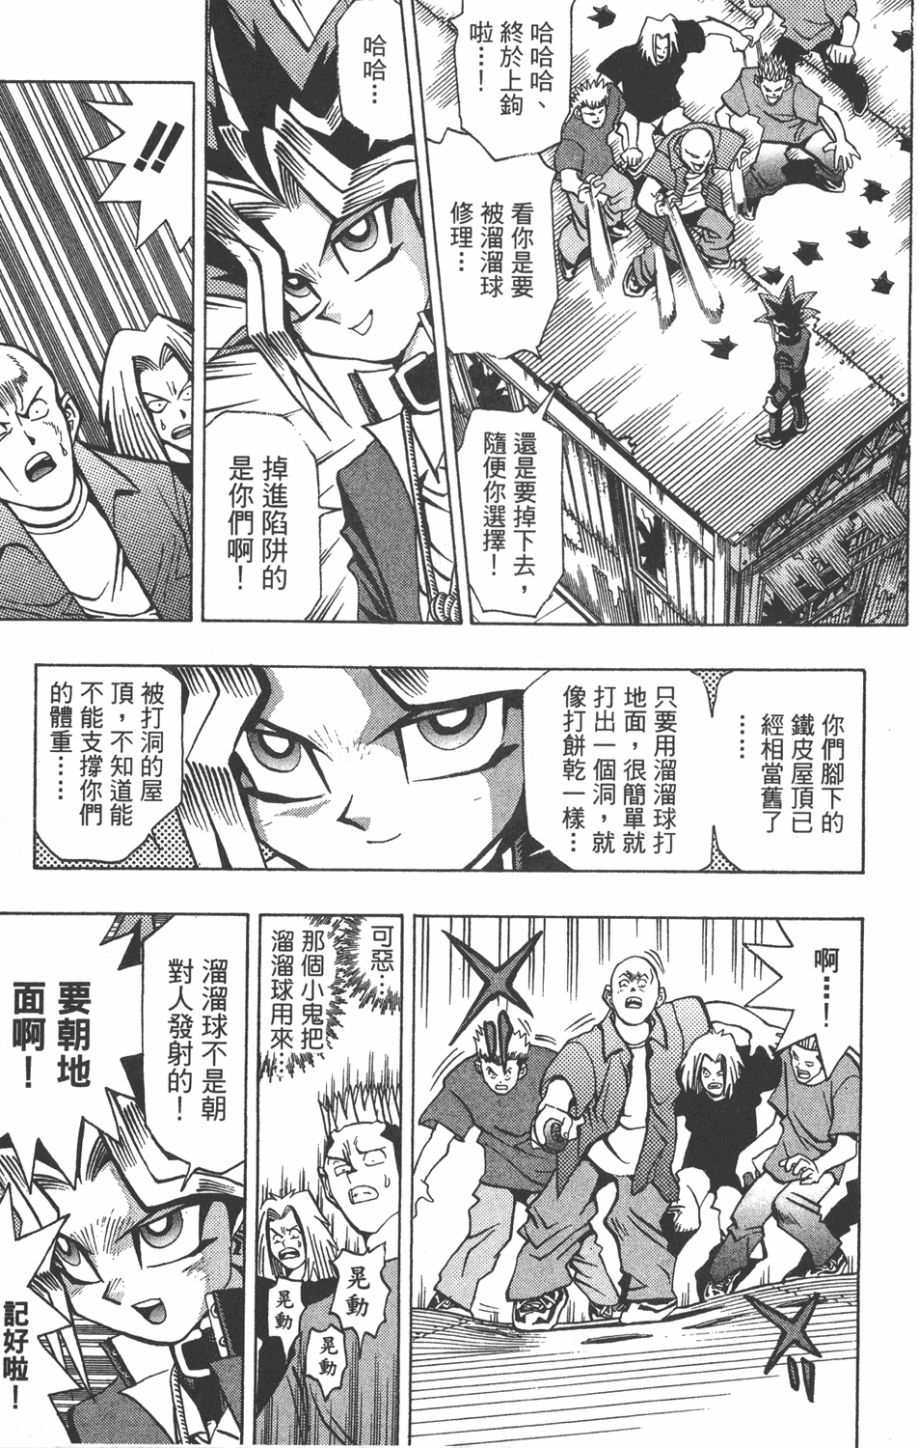 哈哈哈、
終於上鉤
啦…！
看你是要
被溜球
修理…
還是要掉下去，
隨便你選擇！
哈哈…
掉進陷阱的
是你們啊！
!!
你們腳下的
鐵皮屋頂已
經相當舊了
……
只要用溜溜球打
地面，很簡單就
打出一個洞，就
像打餅乾一樣…
被打洞的屋
頂，不知道能
不能支撐你們
的體重……
啊…！
可惡…
那個小鬼把
溜溜球用來…
晃動
晃動
晃動
溜溜球不是朝
對人發射的！
要朝地
面啊！
記好啦！